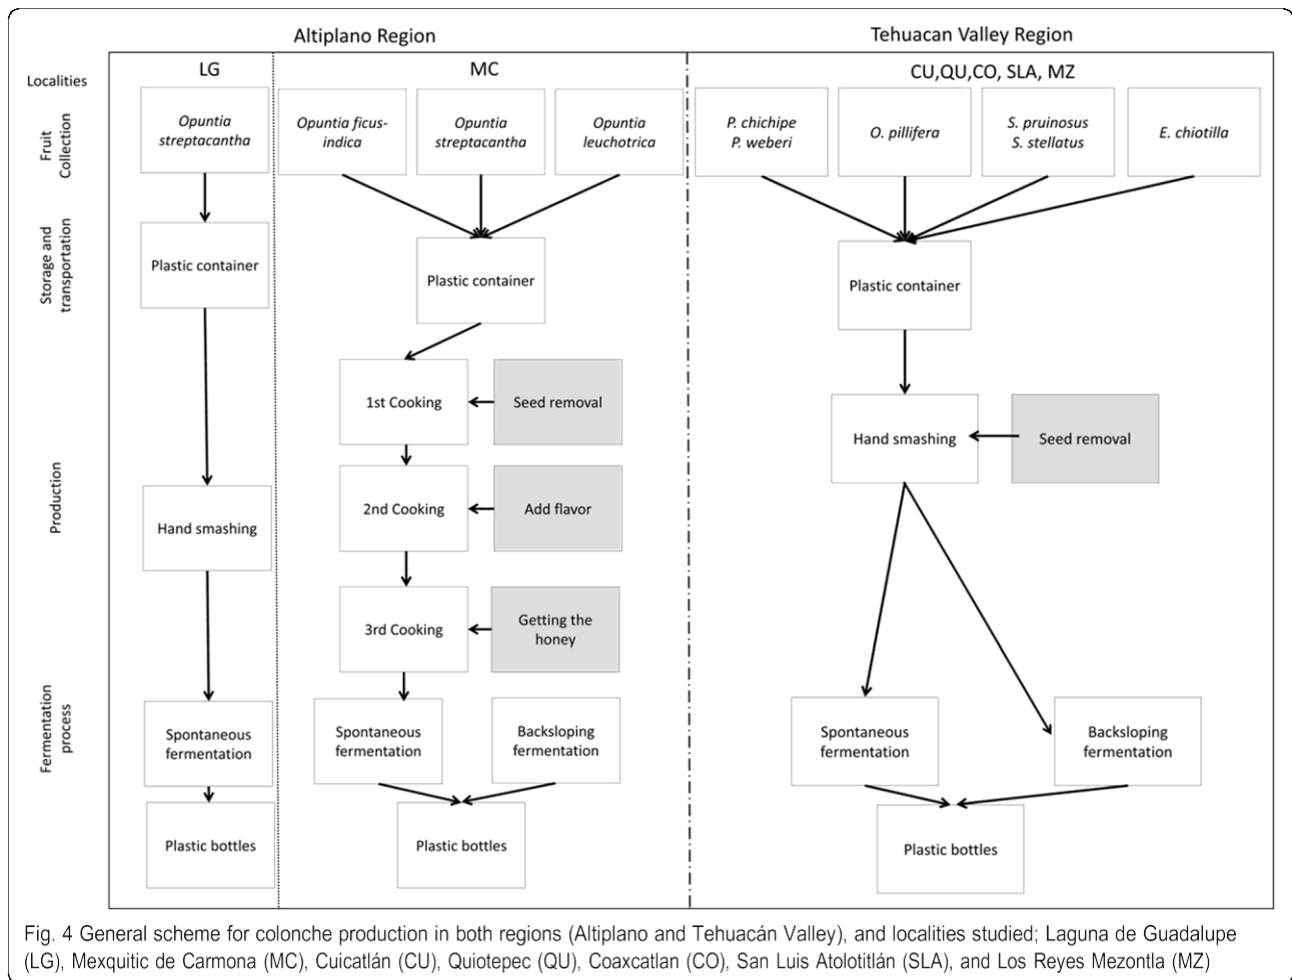 Altiplano Region
Tehuacan Valley Region
Localities
LG
MC
CU,QU,CO, SLA, MZ
Fruit
Collection
Opuntia
streptacantha
Opuntia ficus-
indica
Opuntia
streptacantha
Opuntia
leuchotrica
P. chichipe
P. weberi
O. pillifera
S. pruinosus
S. stellatus
E. chiotilla
Storage and
transportation
Plastic container
Plastic container
Plastic container
Production
Hand smashing
1st Cooking
Seed removal
2nd Cooking
Add flavor
3rd Cooking
Getting the
honey
Hand smashing
Seed removal
Fermentation
process
Spontaneous
fermentation
Spontaneous
fermentation
Backsloping
fermentation
Spontaneous
fermentation
Backsloping
fermentation
Plastic bottles
Plastic bottles
Plastic bottles
Fig. 4 General scheme for colonche production in both regions (Altiplano and Tehuacán Valley), and localities studied; Laguna de Guadalupe
(LG), Mexquitic de Carmona (MC), Cuicatlán (CU), Quiotepec (QU), Coaxcatlan (CO), San Luis Atolotitlán (SLA), and Los Reyes Mezontla (MZ)